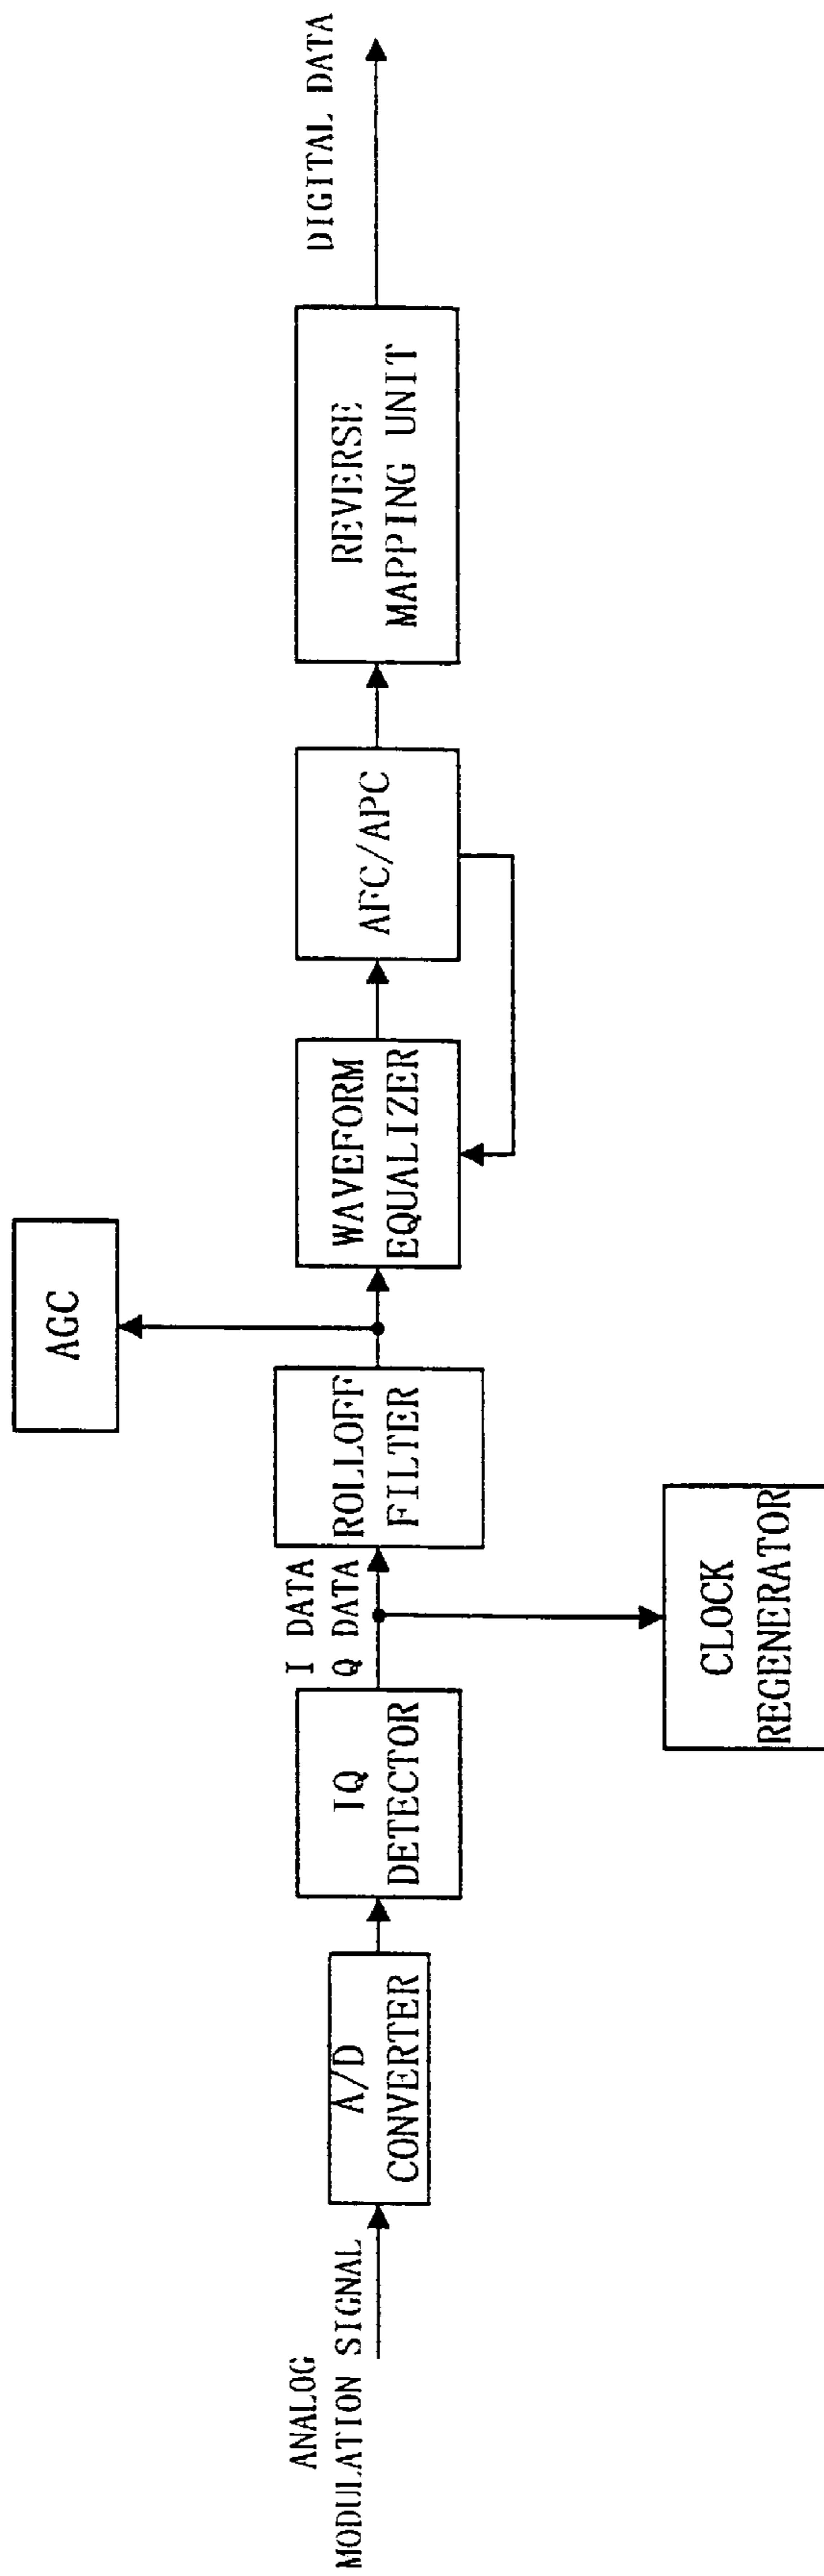 ANALOG
MODULATION SIGNAL
A/D
CONVERTER
IQ
DETECTOR
I DATA
Q DATA
CLOCK
REGENERATOR
ROLLOFF
FILTER
AGC
WAVEFORM
EQUALIZER
AFC/APC
REVERSE
MAPPING UNIT
DIGITAL DATA